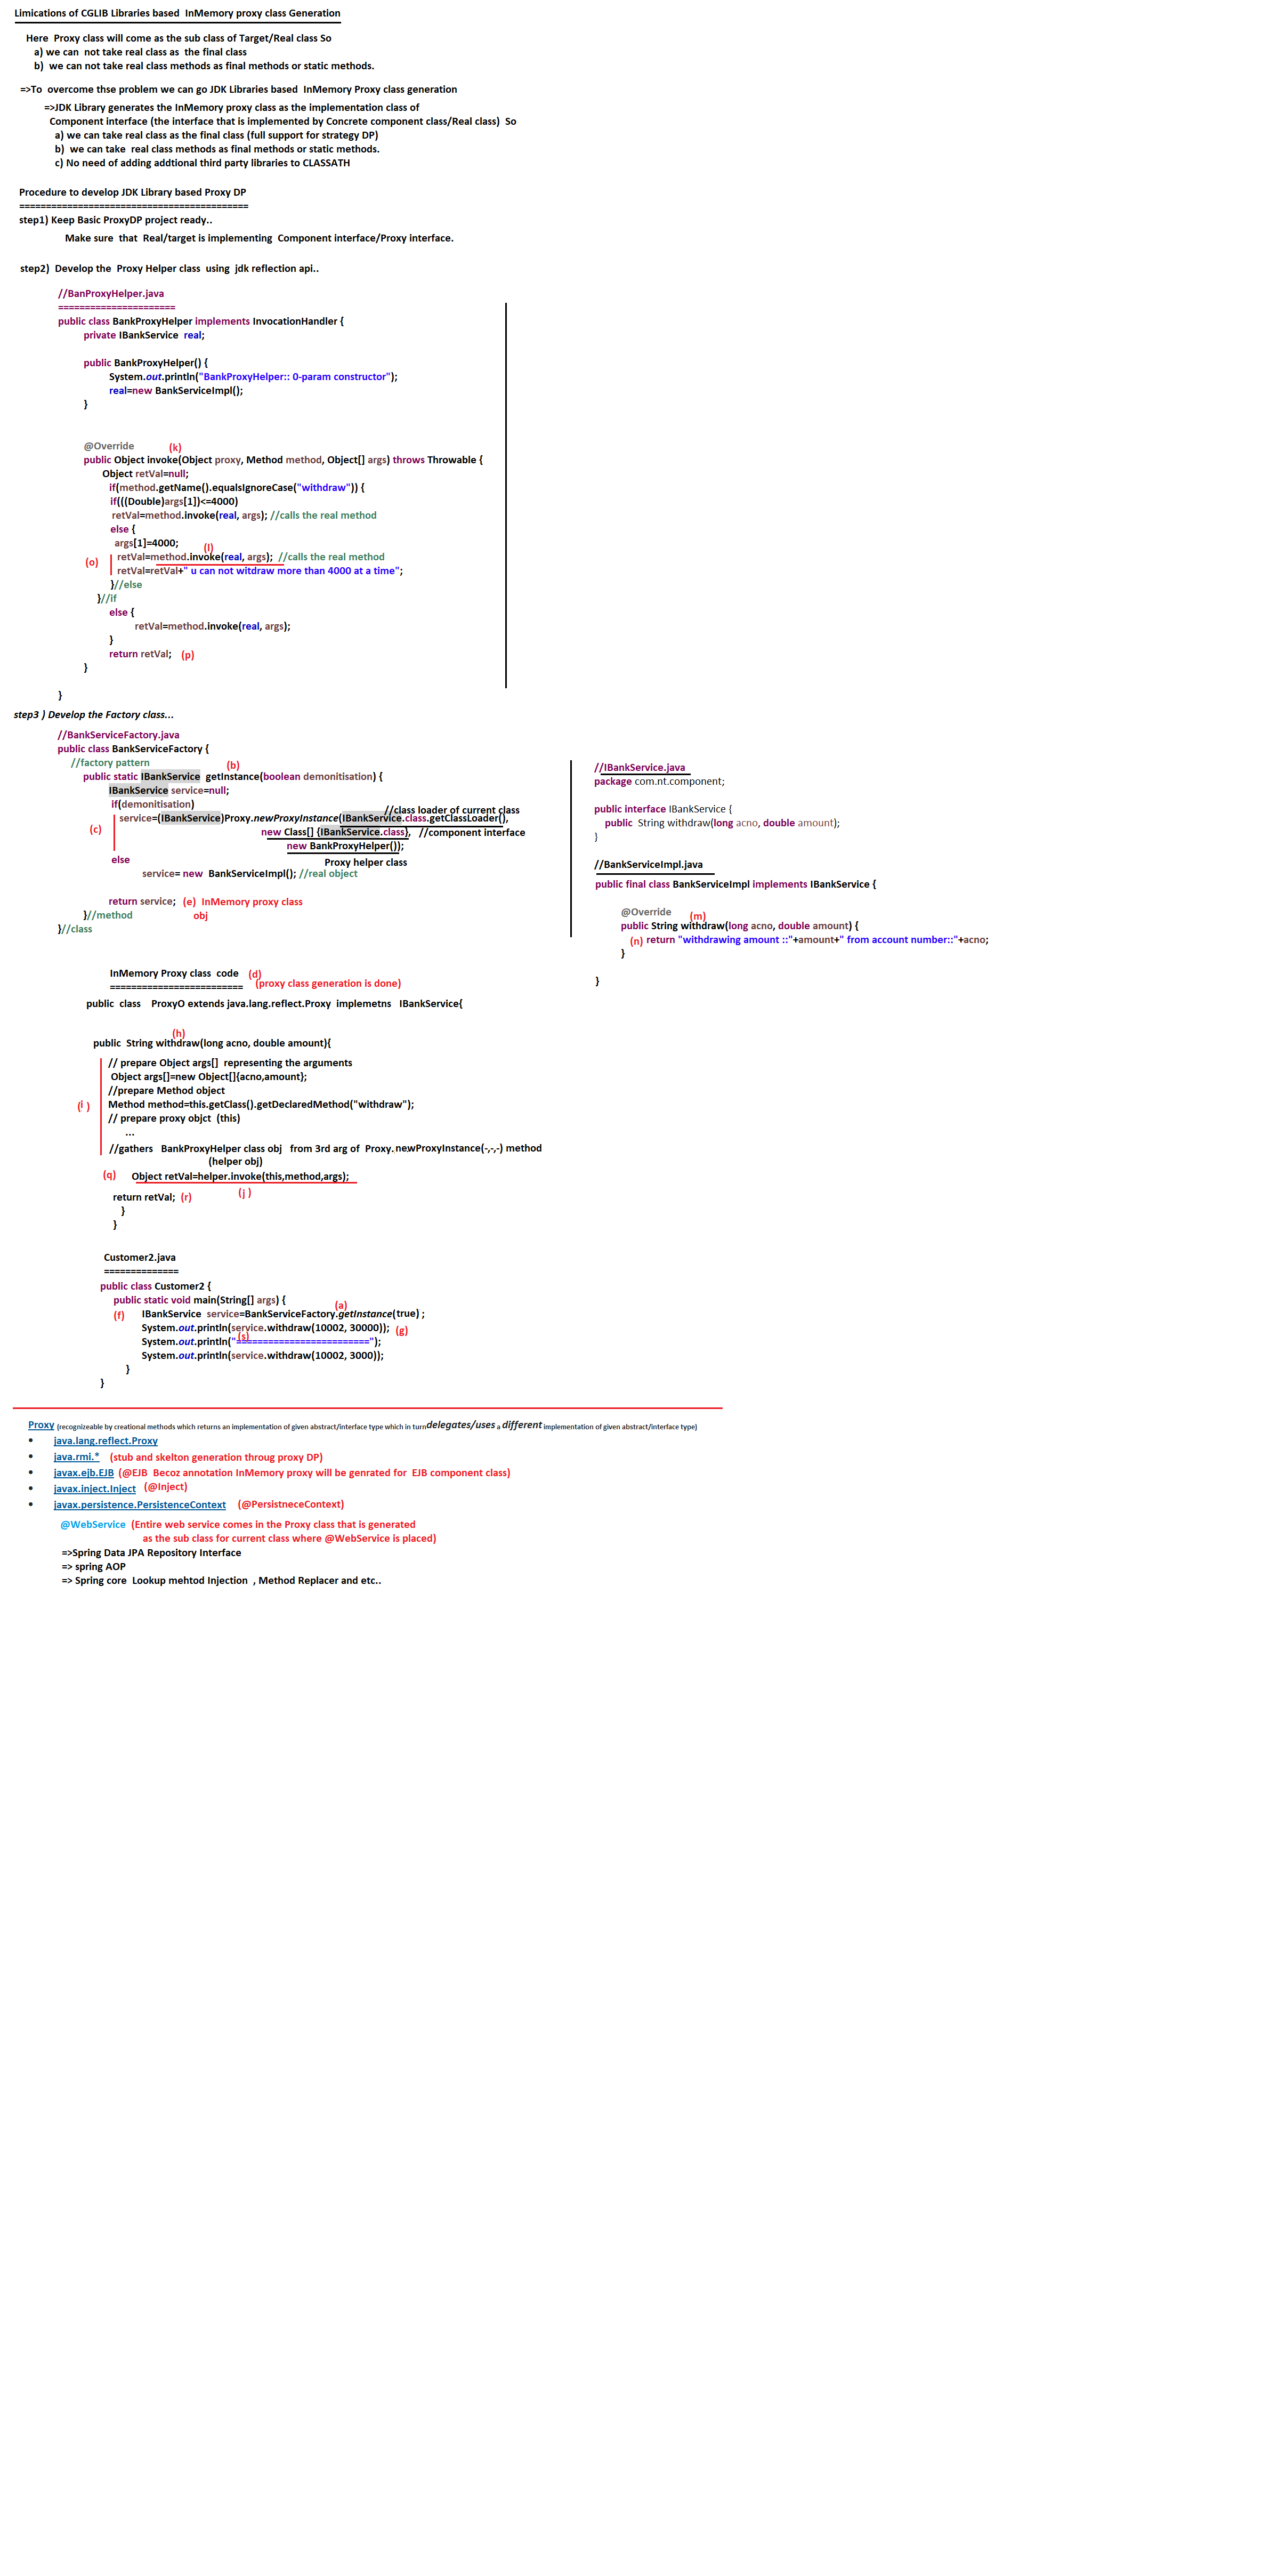 Limications of CGLIB Libraries based  InMemory proxy class Generation
Here  Proxy class will come as the sub class of Target/Real class So
a) we can  not take real class as  the final class
b)  we can not take real class methods as final methods or static methods.
=>To  overcome thse problem we can go JDK Libraries based  InMemory Proxy class generation
=>JDK Library generates the InMemory proxy class as the implementation class of
Component interface (the interface that is implemented by Concrete component class/Real class)  So
a) we can take real class as the final class (full support for strategy DP)
b)  we can take  real class methods as final methods or static methods.
c) No need of adding addtional third party libraries to CLASSATH
Procedure to develop JDK Library based Proxy DP
===========================================
step1) Keep Basic ProxyDP project ready..
Make sure  that  Real/target is implementing  Component interface/Proxy interface.
step2)  Develop the  Proxy Helper class  using  jdk reflection api..
//BanProxyHelper.java
======================
public class BankProxyHelper implements InvocationHandler {
private IBankService  real;
public BankProxyHelper() {
System.out.println("BankProxyHelper:: 0-param constructor");
real=new BankServiceImpl();
}
@Override (k)
public Object invoke(Object proxy, Method method, Object[] args) throws Throwable {
Object retVal=null;
if(method.getName().equalsIgnoreCase("withdraw")) {
if(((Double)args[1])<=4000)
retVal=method.invoke(real, args); //calls the real method
else {
args[1]=4000; (l)
(o) retVal=method.invoke(real, args);  //calls the real method
retVal=retVal+" u can not witdraw more than 4000 at a time";
}//else
}//if
else {
retVal=method.invoke(real, args);
}
return retVal; (p)
}
}
step3 ) Develop the Factory class...
//BankServiceFactory.java
public class BankServiceFactory {
//factory pattern (b)
public static IBankService  getInstance(boolean demonitisation) {
IBankService service=null;
if(demonitisation)
//class loader of current class
service=(IBankService)Proxy.newProxyInstance(IBankService.class.getClassLoader(),
(c) new Class[] {IBankService.class}, //component interface
new BankProxyHelper());
else Proxy helper class
service= new  BankServiceImpl(); //real object
return service; (e) InMemory proxy class
}//method obj
}//class
//IBankService.java
package com.nt.component;
public interface IBankService {
public  String withdraw(long acno, double amount);
}
//BankServiceImpl.java
public final class BankServiceImpl implements IBankService {
@Override (m)
public String withdraw(long acno, double amount) {
(n) return "withdrawing amount ::"+amount+" from account number::"+acno;
}
}
InMemory Proxy class  code (d)
========================= (proxy class generation is done)
public  class    ProxyO extends java.lang.reflect.Proxy  implemetns   IBankService{
(h)
public  String withdraw(long acno, double amount){
// prepare Object args[]  representing the arguments
Object args[]=new Object[]{acno,amount};
//prepare Method object
(i ) Method method=this.getClass().getDeclaredMethod("withdraw");
// prepare proxy objct  (this)
...
//gathers   BankProxyHelper class obj   from 3rd arg of  Proxy. newProxyInstance(-,-,-) method
(helper obj)
(q) Object retVal=helper.invoke(this,method,args);
(j )
return retVal; (r)
}
}
Customer2.java
==============
public class Customer2 {
public static void main(String[] args) {
(a)
(f) IBankService  service=BankServiceFactory.getInstance(true) ;
System.out.println(service.withdraw(10002, 30000)); (g)
(s)
System.out.println("=========================");
System.out.println(service.withdraw(10002, 3000));
}
}
Proxy (recognizeable by creational methods which returns an implementation of given abstract/interface type which in turn delegates/uses a different implementation of given abstract/interface type)
• java.lang.reflect.Proxy
• java.rmi.* (stub and skelton generation throug proxy DP)
• javax.ejb.EJB (@EJB  Becoz annotation InMemory proxy will be genrated for  EJB component class)
• javax.inject.Inject (@Inject)
• javax.persistence.PersistenceContext (@PersistneceContext)
@WebService (Entire web service comes in the Proxy class that is generated
as the sub class for current class where @WebService is placed)
=>Spring Data JPA Repository Interface
=> spring AOP
=> Spring core  Lookup mehtod Injection  , Method Replacer and etc..